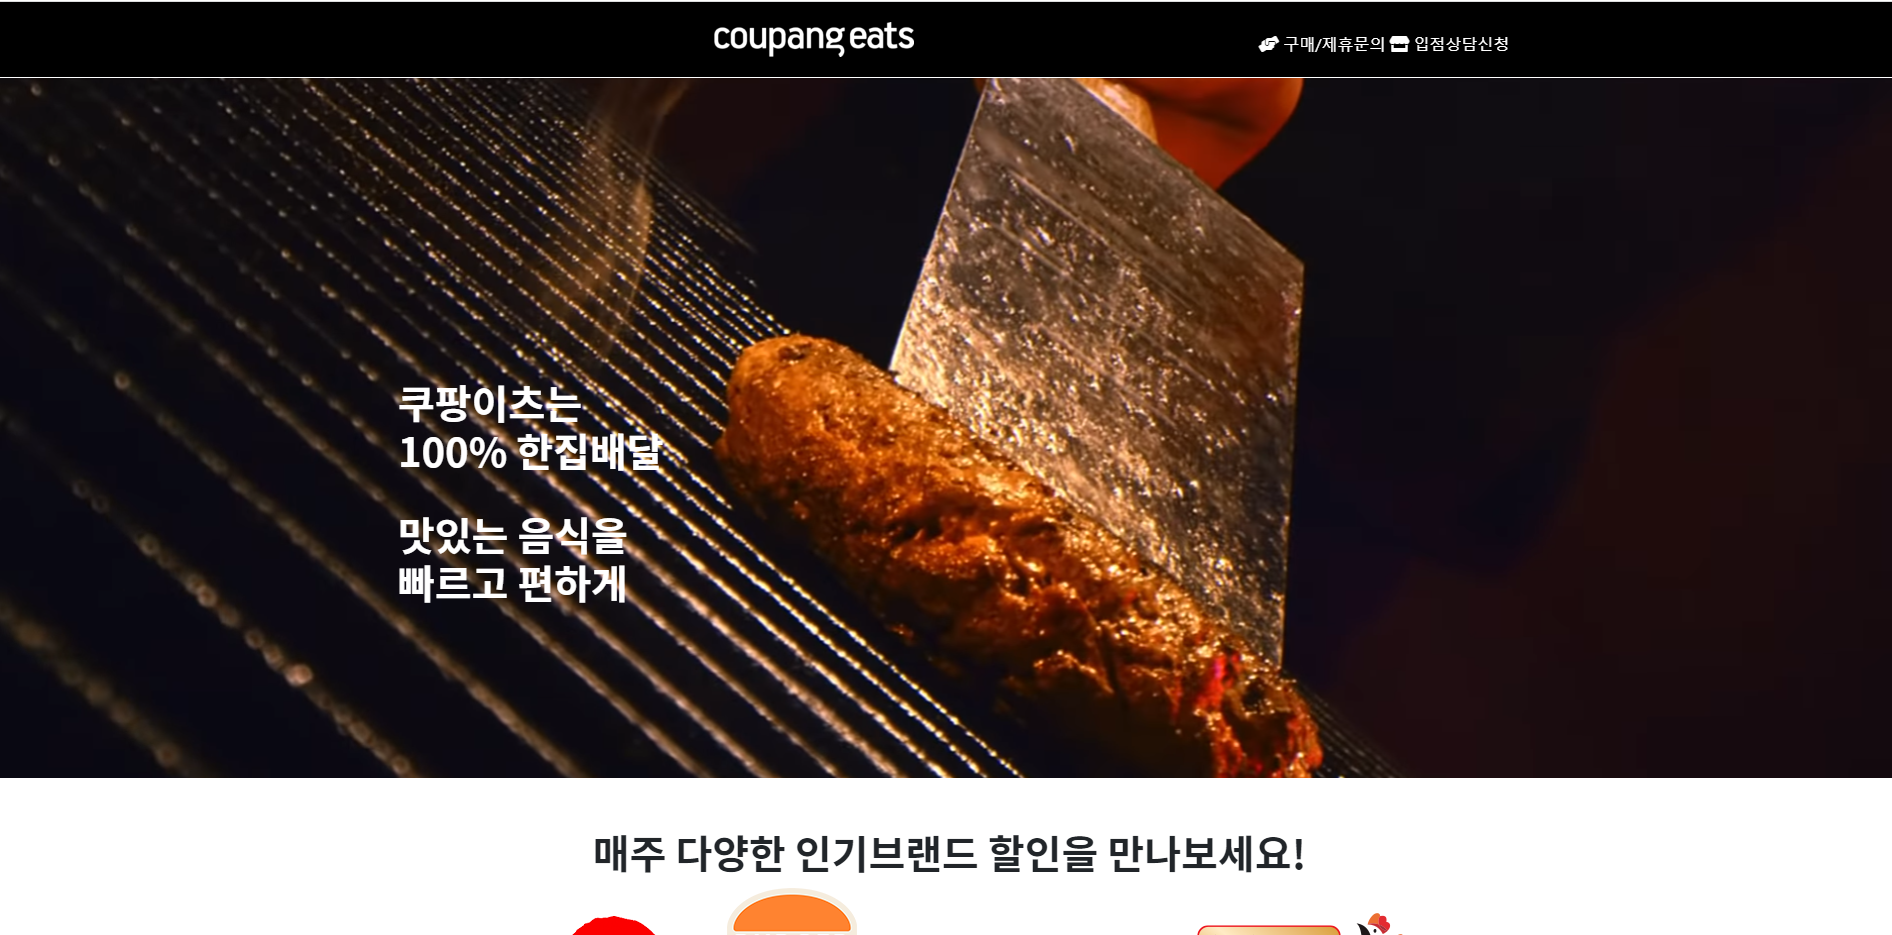 coupang eats
구매/제휴문의 입점상담신청
쿠팡이츠는
100% 한집배달
맛있는 음식을
빠르고 편하게
매주 다양한 인기브랜드 할인을 만나보세요!